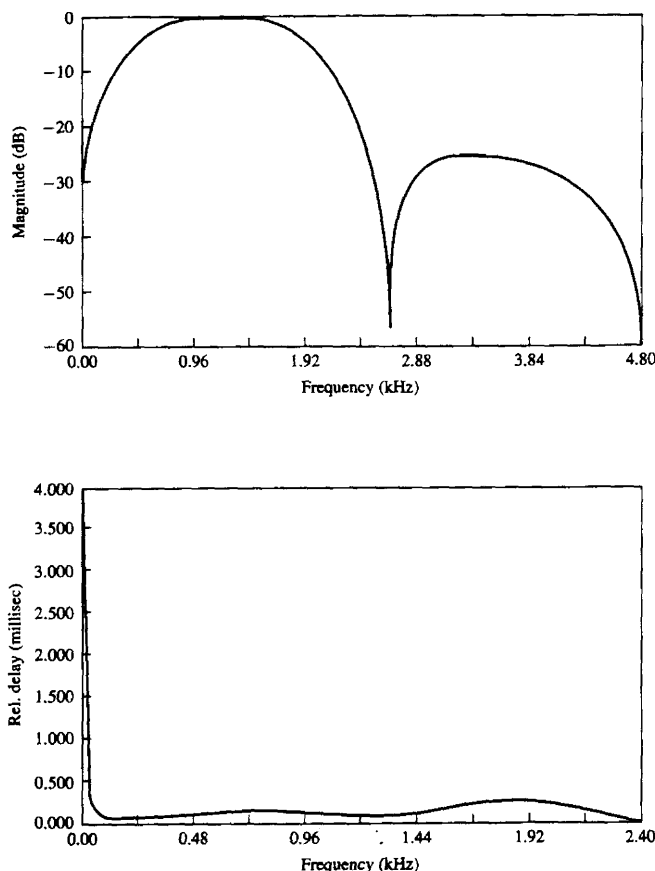 0
−10
−20
−30
−40
−50
−60
Magnitude (dB)
0.00 0.96 1.92 2.88 3.84 4.80
Frequency (kHz)
4.000
3.500
3.000
2.500
2.000
1.500
1.000
0.500
0.000
Rel. delay (millisec)
0.00 0.48 0.96 1.44 1.92 2.40
Frequency (kHz)